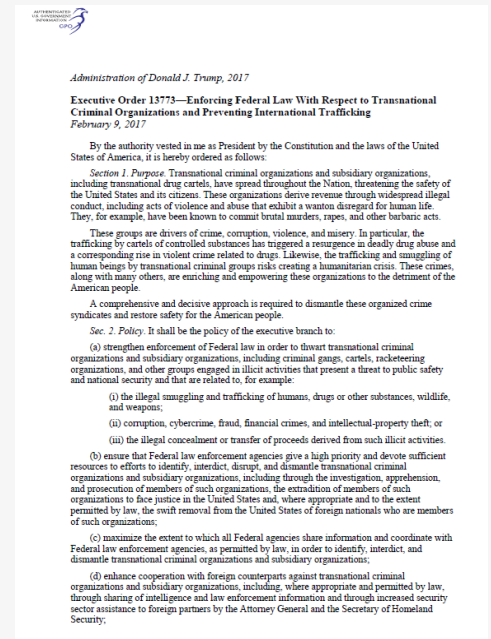 AUTHENTICATED
U.S. GOVERNMENT
INFORMATION
GPO
Administration of Donald J. Trump, 2017
Executive Order 13773—Enforcing Federal Law With Respect to Transnational
Criminal Organizations and Preventing International Trafficking
February 9, 2017
By the authority vested in me as President by the Constitution and the laws of the United
States of America, it is hereby ordered as follows:
Section 1. Purpose. Transnational criminal organizations and subsidiary organizations,
including transnational drug cartels, have spread throughout the Nation, threatening the safety of
the United States and its citizens. These organizations derive revenue through widespread illegal
conduct, including acts of violence and abuse that exhibit a wanton disregard for human life.
They, for example, have been known to commit brutal murders, rapes, and other barbaric acts.
These groups are drivers of crime, corruption, violence, and misery. In particular, the
trafficking by cartels of controlled substances has triggered a resurgence in deadly drug abuse and
a corresponding rise in violent crime related to drugs. Likewise, the trafficking and smuggling of
human beings by transnational criminal groups risks creating a humanitarian crisis. These crimes,
along with many others, are enriching and empowering these organizations to the detriment of the
American people.
A comprehensive and decisive approach is required to dismantle these organized crime
syndicates and restore safety for the American people.
Sec. 2. Policy. It shall be the policy of the executive branch to:
(a) strengthen enforcement of Federal law in order to thwart transnational criminal
organizations and subsidiary organizations, including criminal gangs, cartels, racketeering
organizations, and other groups engaged in illicit activities that present a threat to public safety
and national security and that are related to, for example:
(i) the illegal smuggling and trafficking of humans, drugs or other substances, wildlife,
and weapons;
(ii) corruption, cybercrime, fraud, financial crimes, and intellectual-property theft; or
(iii) the illegal concealment or transfer of proceeds derived from such illicit activities.
(b) ensure that Federal law enforcement agencies give a high priority and devote sufficient
resources to efforts to identify, interdict, disrupt, and dismantle transnational criminal
organizations and subsidiary organizations, including through the investigation, apprehension,
and prosecution of members of such organizations, the extradition of members of such
organizations to face justice in the United States and, where appropriate and to the extent
permitted by law, the swift removal from the United States of foreign nationals who are members
of such organizations;
(c) maximize the extent to which all Federal agencies share information and coordinate with
Federal law enforcement agencies, as permitted by law, in order to identify, interdict, and
dismantle transnational criminal organizations and subsidiary organizations;
(d) enhance cooperation with foreign counterparts against transnational criminal
organizations and subsidiary organizations, including, where appropriate and permitted by law,
through sharing of intelligence and law enforcement information and through increased security
sector assistance to foreign partners by the Attorney General and the Secretary of Homeland
Security;